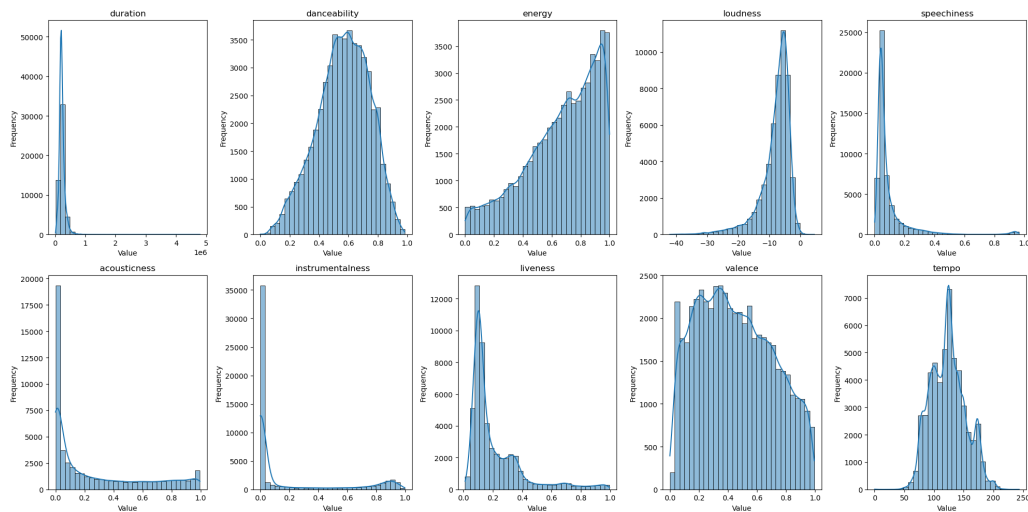 duration
danceability
energy
loudness
speechiness
50000
40000
30000
20000
10000
0
Frequency
0 1 2 3 4 5
1e6
Value
3500
3000
2500
2000
1500
1000
500
0
Frequency
0.0 0.2 0.4 0.6 0.8 1.0
Value
3500
3000
2500
2000
1500
1000
500
0
Frequency
0.0 0.2 0.4 0.6 0.8 1.0
Value
10000
8000
6000
4000
2000
0
Frequency
−40 −30 −20 −10 0
Value
25000
20000
15000
10000
5000
0
Frequency
0.0 0.2 0.4 0.6 0.8 1.0
Value
acousticness
instrumentalness
liveness
valence
tempo
20000
17500
15000
12500
10000
7500
5000
2500
0
Frequency
0.0 0.2 0.4 0.6 0.8 1.0
Value
35000
30000
25000
20000
15000
10000
5000
0
Frequency
0.0 0.2 0.4 0.6 0.8 1.0
Value
12000
10000
8000
6000
4000
2000
0
Frequency
0.0 0.2 0.4 0.6 0.8 1.0
Value
2500
2000
1500
1000
500
0
Frequency
0.0 0.2 0.4 0.6 0.8 1.0
Value
7000
6000
5000
4000
3000
2000
1000
0
Frequency
0 50 100 150 200 250
Value